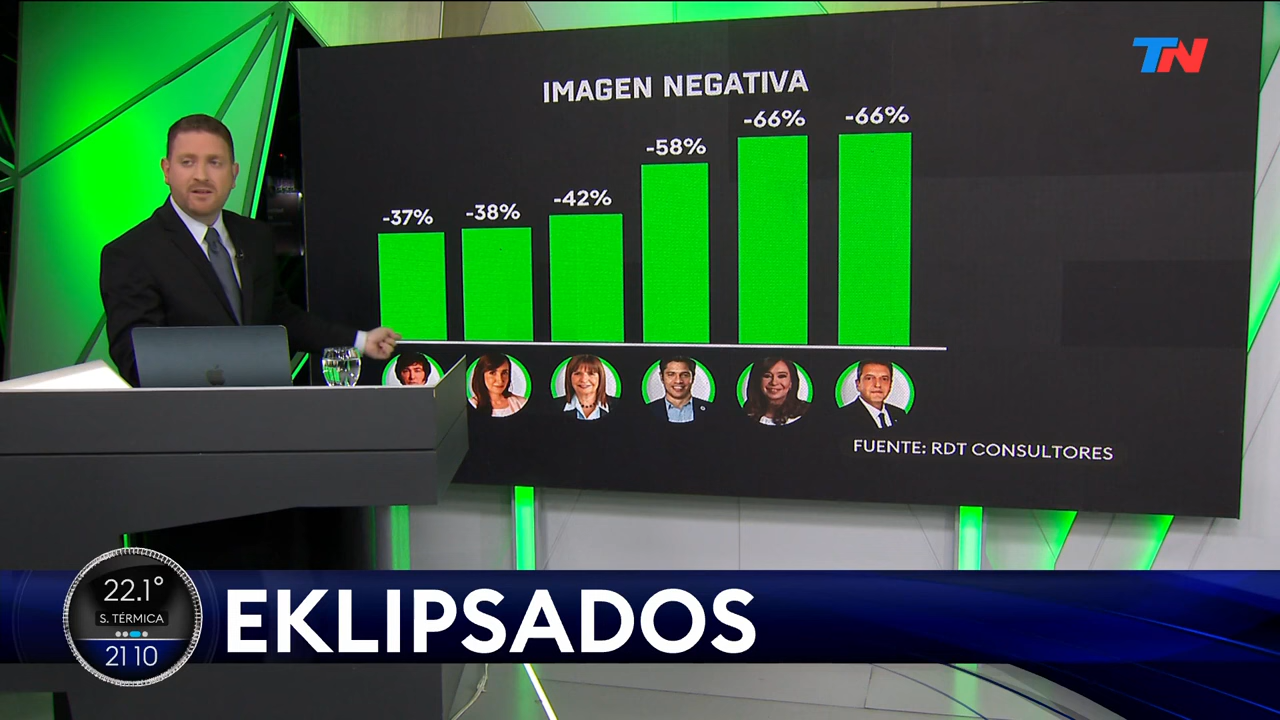 TN
IMAGEN NEGATIVA
-37%
-38%
-42%
-58%
-66%
-66%
FUENTE: RDT CONSULTORES
22.1°
S. TÉRMICA
21 10
EKLIPSADOS